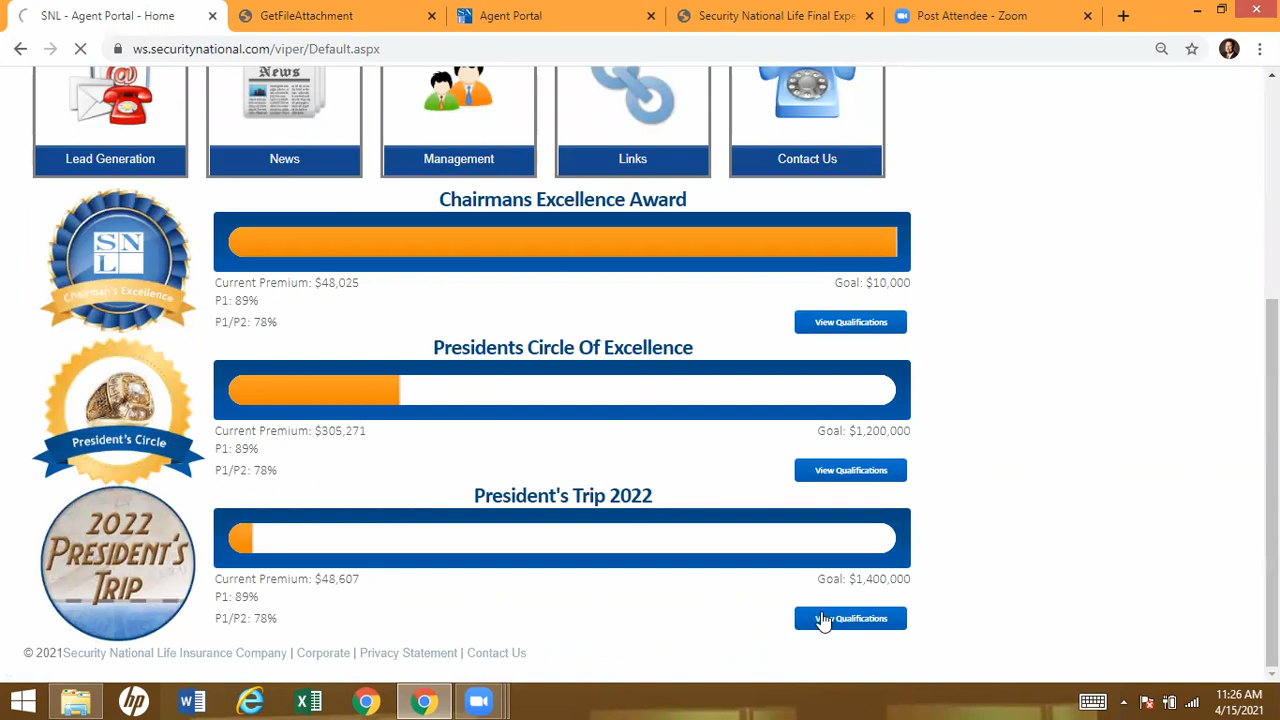 SNL - Agent Portal - Home
GetFileAttachment
Agent Portal
Security National Life Final Expe
Post Attendee - Zoom
ws.securitynational.com/viper/Default.aspx
News
Lead Generation
News
Management
Links
Contact Us
Chairmans Excellence Award
SNL
Chairman's Excellence
Current Premium: $48,025
Goal: $10,000
P1: 89%
P1/P2: 78%
View Qualifications
Presidents Circle Of Excellence
President's Circle
Current Premium: $305,271
Goal: $1,200,000
P1: 89%
P1/P2: 78%
View Qualifications
President's Trip 2022
2022
PRESIDENT'S
TRIP
Current Premium: $48,607
Goal: $1,400,000
P1: 89%
P1/P2: 78%
Qualifications
© 2021Security National Life Insurance Company | Corporate | Privacy Statement | Contact Us
11:26 AM
4/15/2021